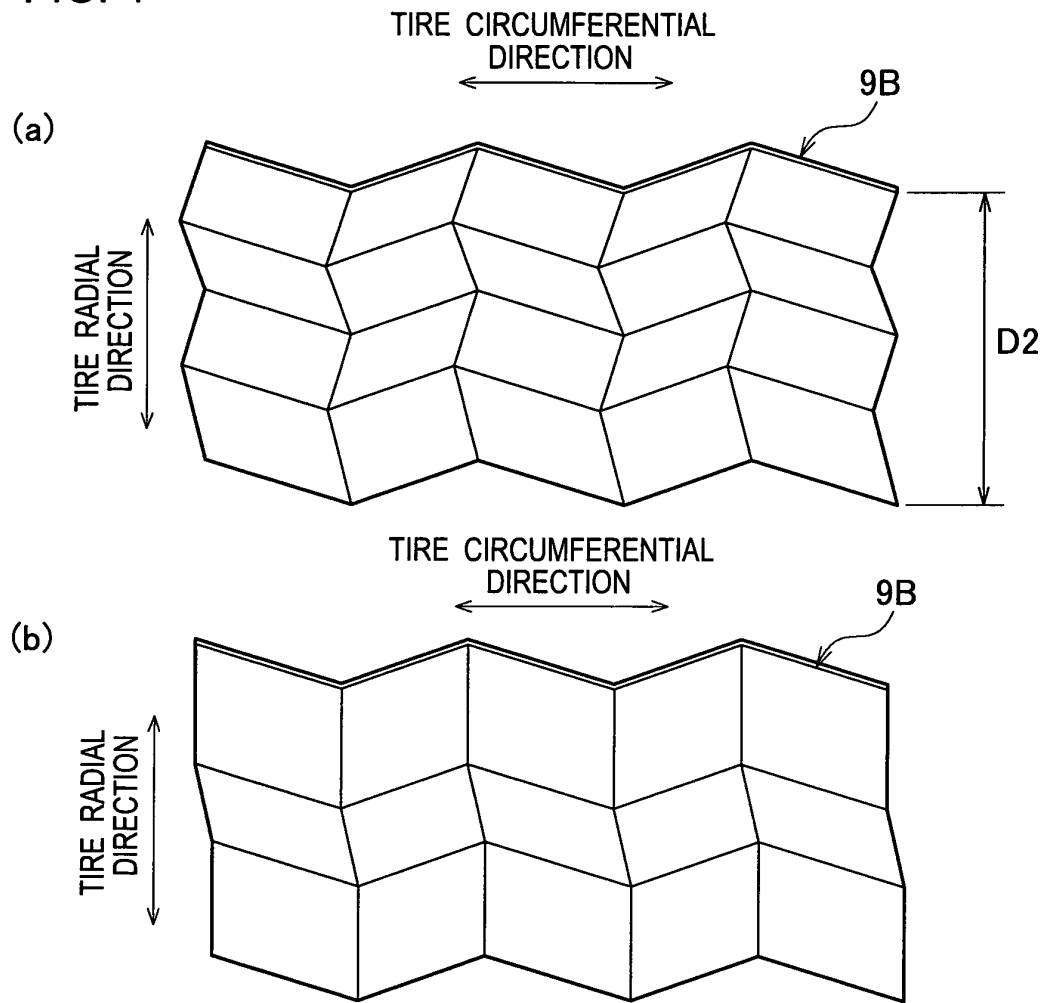 TIRE CIRCUMFERENTIAL
DIRECTION
9B
(a)
TIRE RADIAL
DIRECTION
D2
TIRE CIRCUMFERENTIAL
DIRECTION
9B
(b)
TIRE RADIAL
DIRECTION